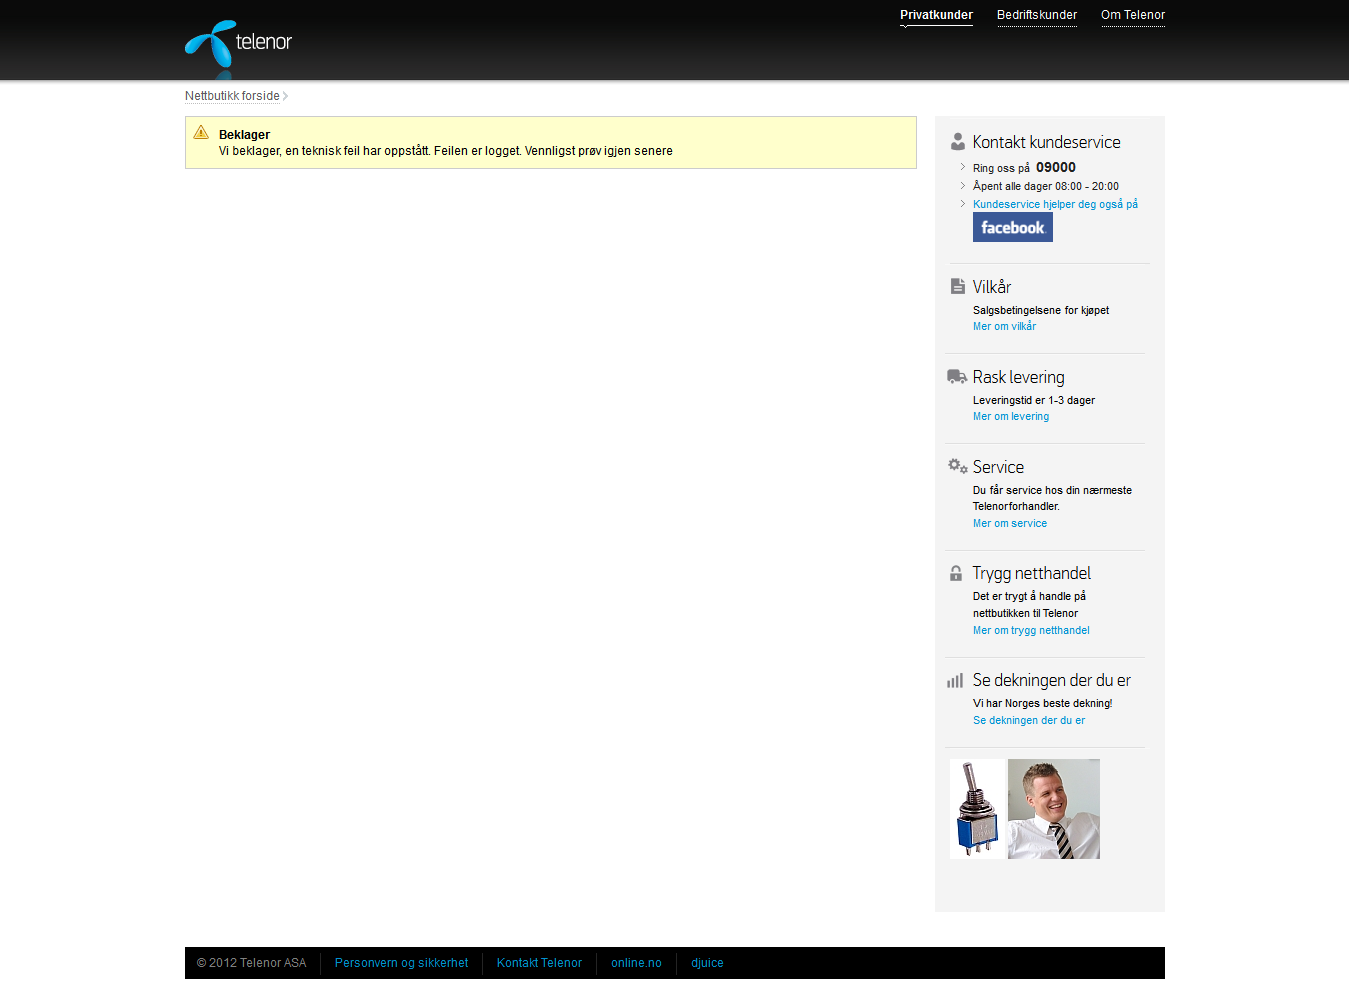 Privatkunder Bedriftskunder Om Telenor
telenor
Nettbutikk forside
Beklager
Vi beklager, en teknisk feil har oppstått. Feilen er logget. Vennligst prøv igjen senere
Kontakt kundeservice
Ring oss på 09000
Åpent alle dager 08:00 - 20:00
Kundeservice hjelper deg også på
facebook
Vilkår
Salgsbetingelsene for kjøpet
Mer om vilkår
Rask levering
Leveringstid er 1-3 dager
Mer om levering
Service
Du får service hos din nærmeste
Telenorforhandler.
Mer om service
Trygg netthandel
Det er trygt å handle på
nettbutikken til Telenor
Mer om trygg netthandel
Se dekningen der du er
Vi har Norges beste dekning!
Se dekningen der du er
© 2012 Telenor ASA Personvern og sikkerhet Kontakt Telenor online.no djuice